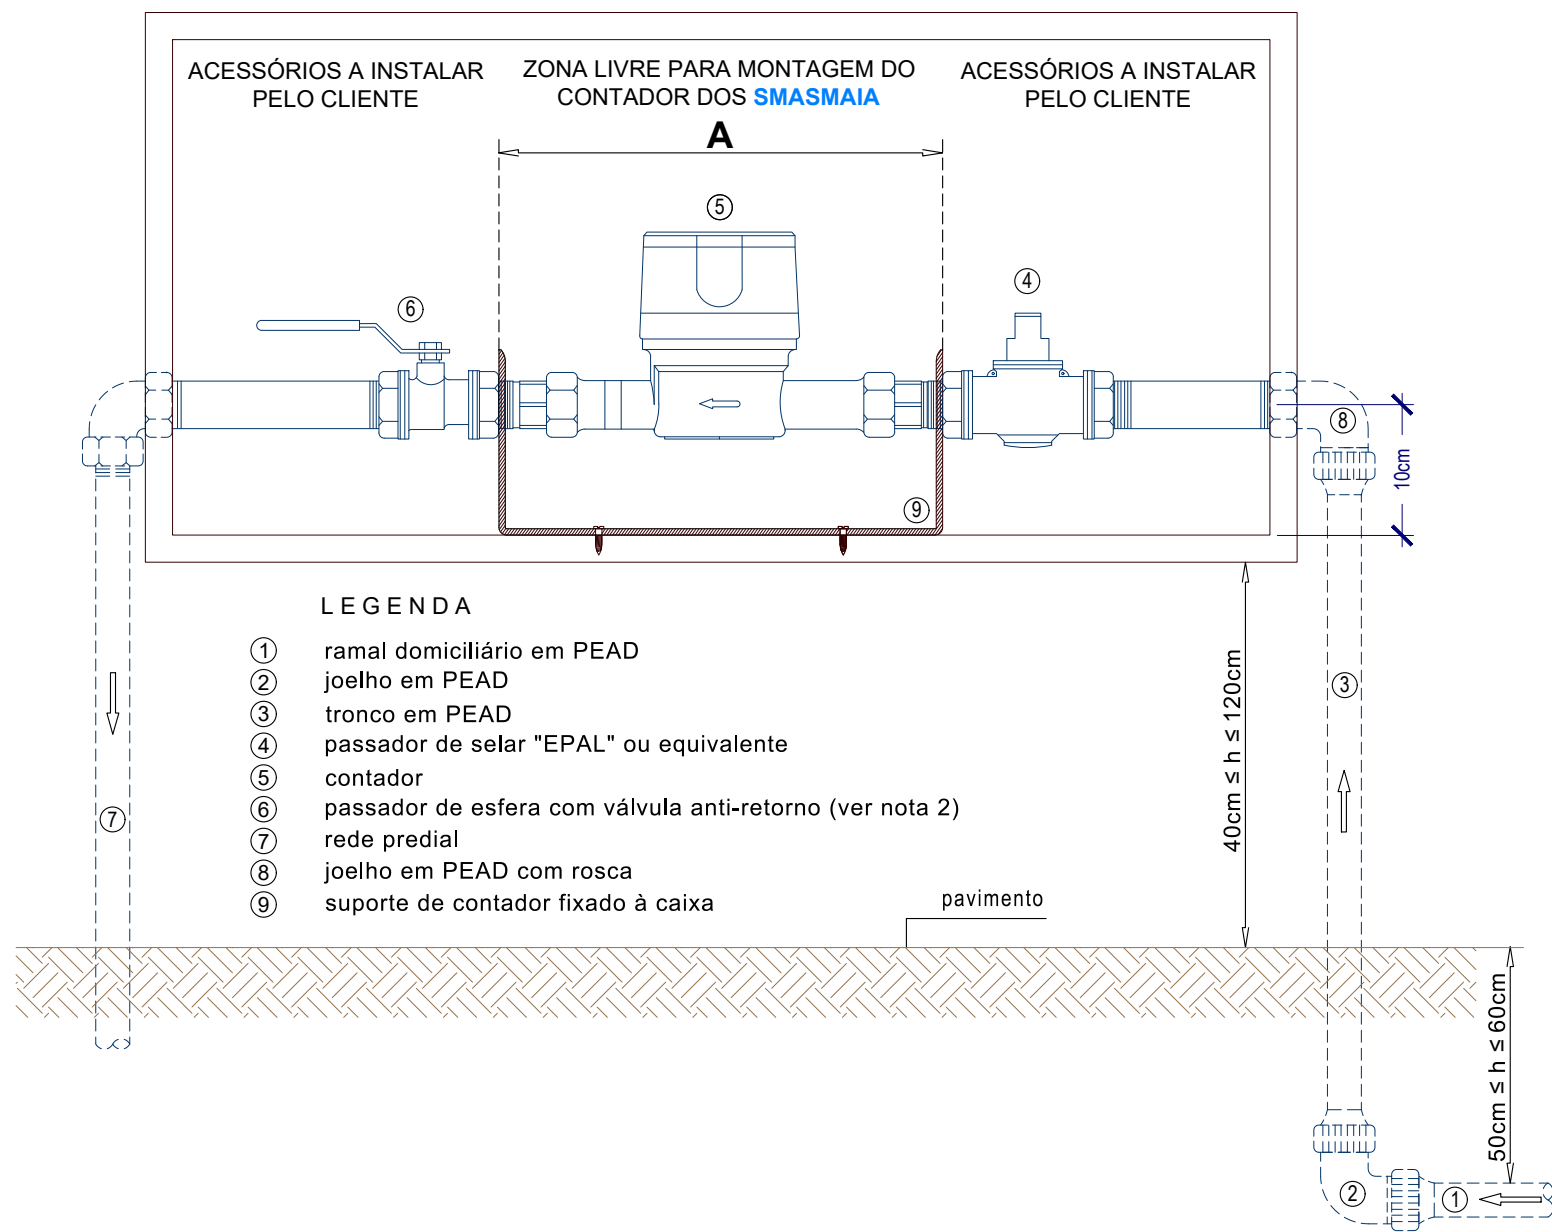 ACESSÓRIOS A INSTALAR
PELO CLIENTE
ZONA LIVRE PARA MONTAGEM DO
CONTADOR DOS SMASMAIA
ACESSÓRIOS A INSTALAR
PELO CLIENTE
A
5
4
6
8
10cm
9
LEGENDA
1 ramal domiciliário em PEAD
2 joelho em PEAD
3 tronco em PEAD
4 passador de selar "EPAL" ou equivalente
5 contador
6 passador de esfera com válvula anti-retorno (ver nota 2)
7 rede predial
8 joelho em PEAD com rosca
9 suporte de contador fixado à caixa
40cm ≤ h ≤ 120cm
3
7
pavimento
50cm ≤ h ≤ 60cm
2
1